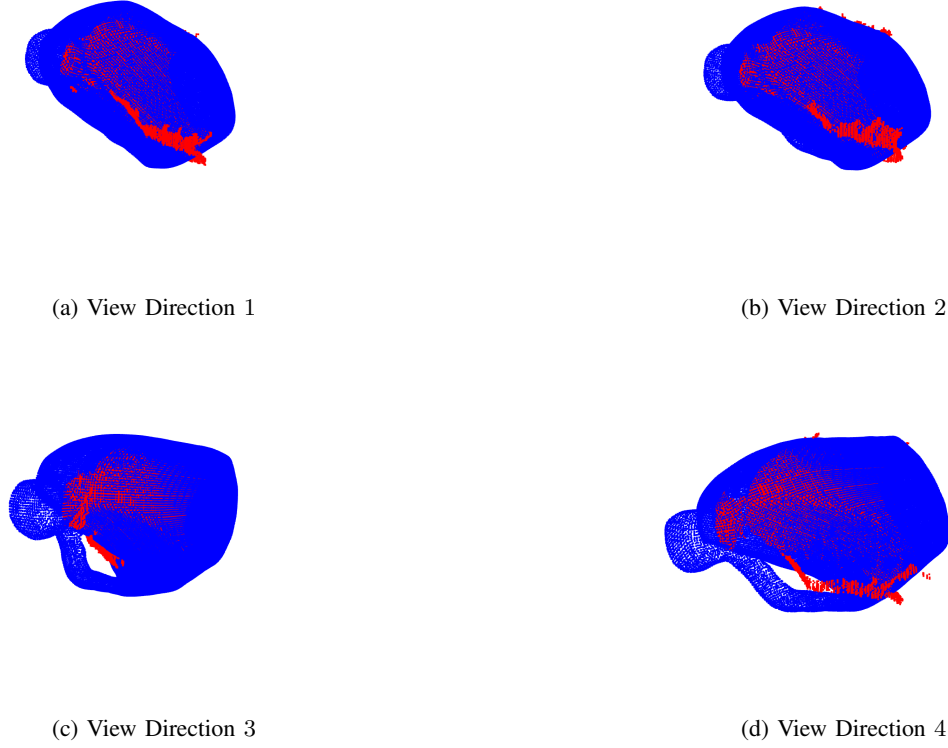 (a) View Direction 1
(b) View Direction 2
(c) View Direction 3
(d) View Direction 4